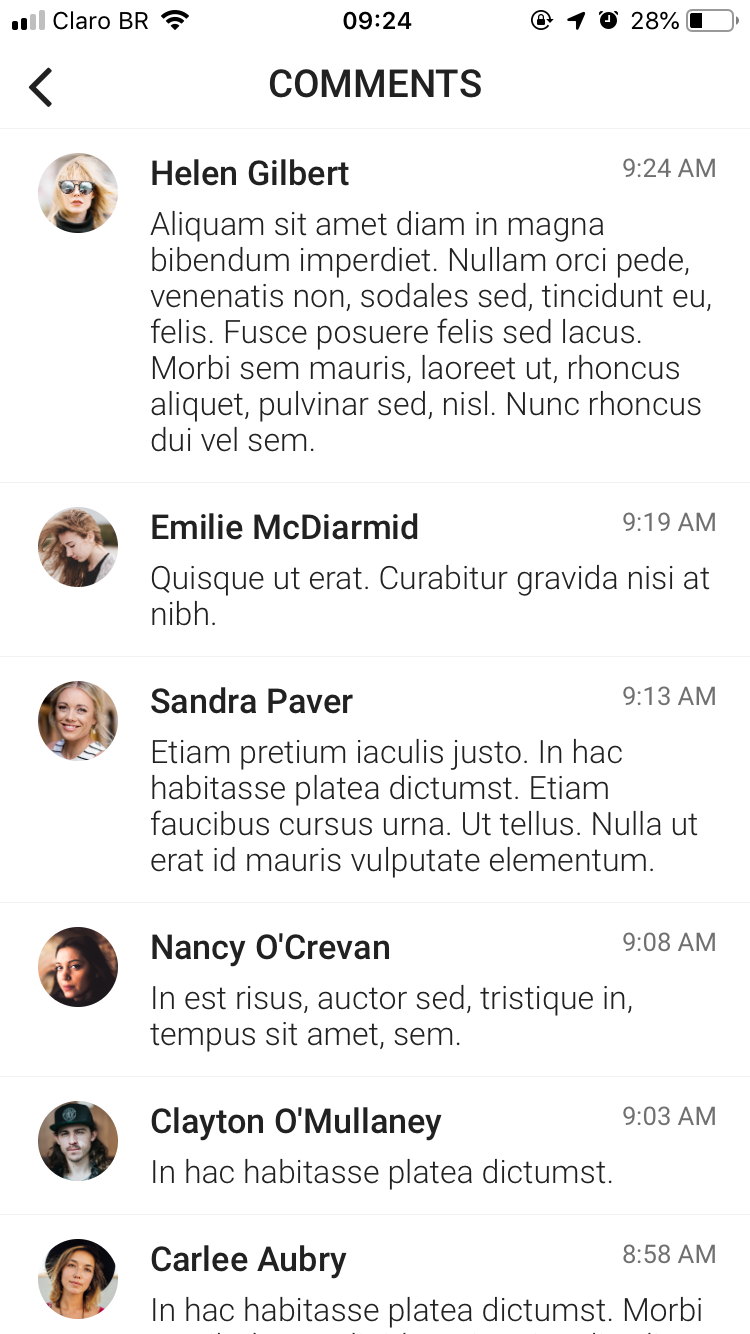 Claro BR 09:24 28%
COMMENTS
Helen Gilbert 9:24 AM
Aliquam sit amet diam in magna
bibendum imperdiet. Nullam orci pede,
venenatis non, sodales sed, tincidunt eu,
felis. Fusce posuere felis sed lacus.
Morbi sem mauris, laoreet ut, rhoncus
aliquet, pulvinar sed, nisl. Nunc rhoncus
dui vel sem.
Emilie McDiarmid 9:19 AM
Quisque ut erat. Curabitur gravida nisi at
nibh.
Sandra Paver 9:13 AM
Etiam pretium iaculis justo. In hac
habitasse platea dictumst. Etiam
faucibus cursus urna. Ut tellus. Nulla ut
erat id mauris vulputate elementum.
Nancy O'Crevan 9:08 AM
In est risus, auctor sed, tristique in,
tempus sit amet, sem.
Clayton O'Mullaney 9:03 AM
In hac habitasse platea dictumst.
Carlee Aubry 8:58 AM
In hac habitasse platea dictumst. Morbi